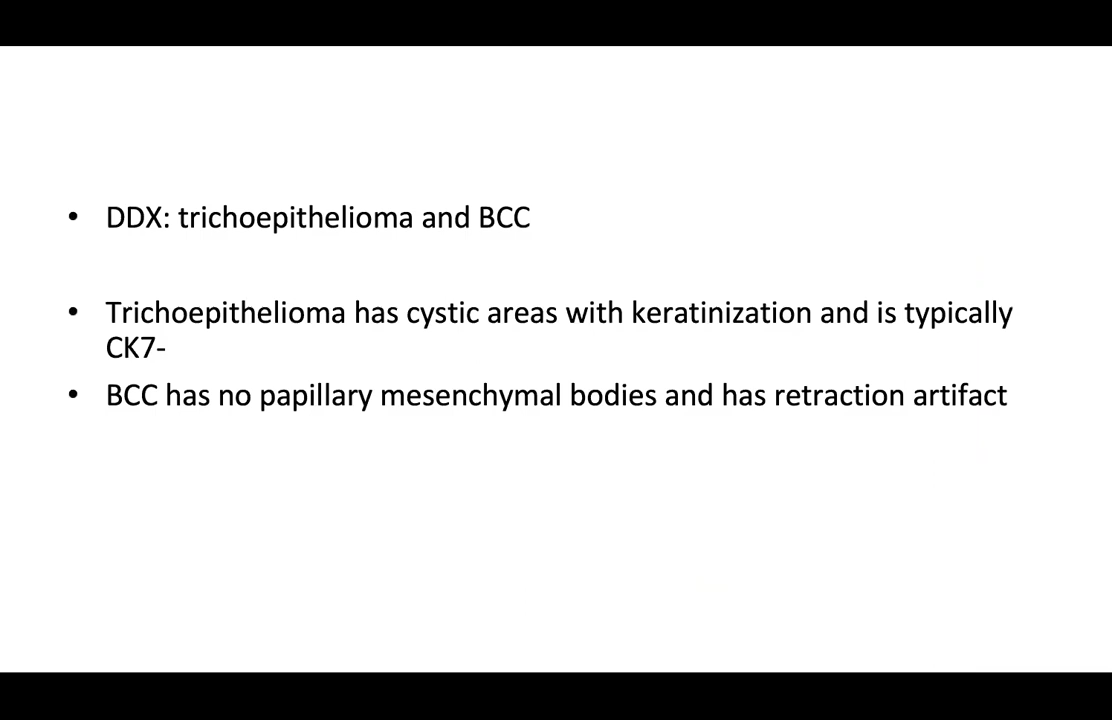 • DDX: trichoepithelioma and BCC
• Trichoepithelioma has cystic areas with keratinization and is typically
CK7-
• BCC has no papillary mesenchymal bodies and has retraction artifact